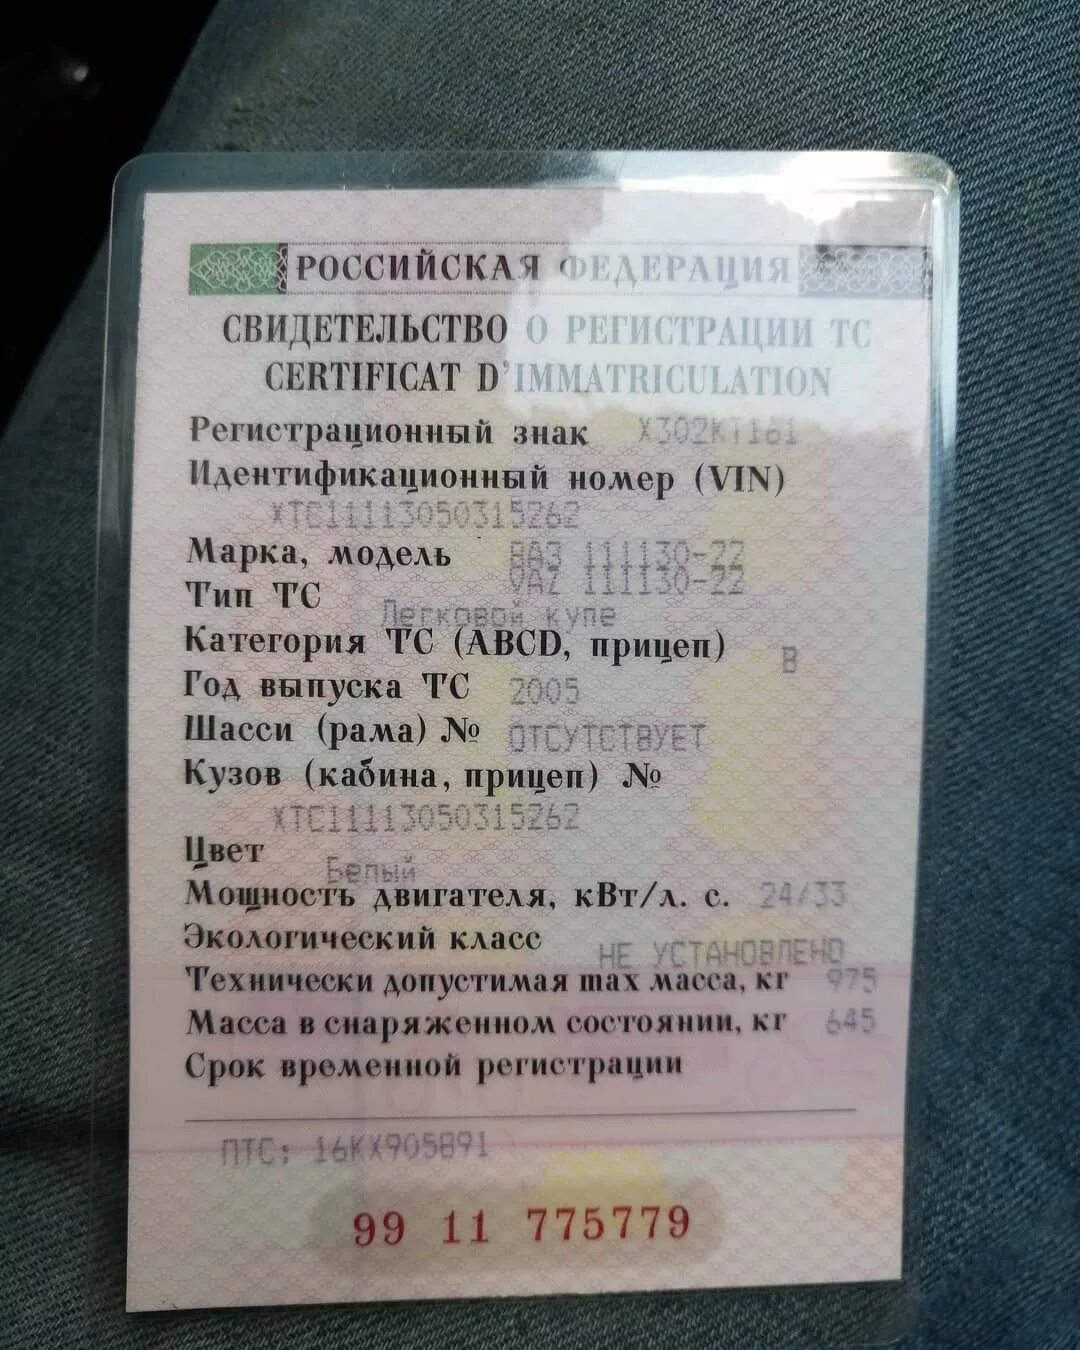 РОССИЙСКАЯ ФЕДЕРАЦИЯ
СВИДЕТЕЛЬСТВО О РЕГИСТРАЦИИ ТС
CERTIFICAT D'IMMATRICULATION
Регистрационный знак Х302КТ161
Идентификационный номер (VIN)
XTC11113050315262
Марка, модель ВАЗ 111130-22
VAZ 111130-22
Тип ТС Легковой купе
Категория ТС (ABCD, прицеп) B
Год выпуска ТС 2005
Шасси (рама) № ОТСУТСТВУЕТ
Кузов (кабина, прицеп) №
XTC11113050315262
Цвет Белый
Мощность двигателя, кВт/л. с. 24/33
Экологический класс НЕ УСТАНОВЛЕНО
Технически допустимая max масса, кг 975
Масса в снаряженном состоянии, кг 645
Срок временной регистрации
ПТС: 16КХ905891
99 11 775779